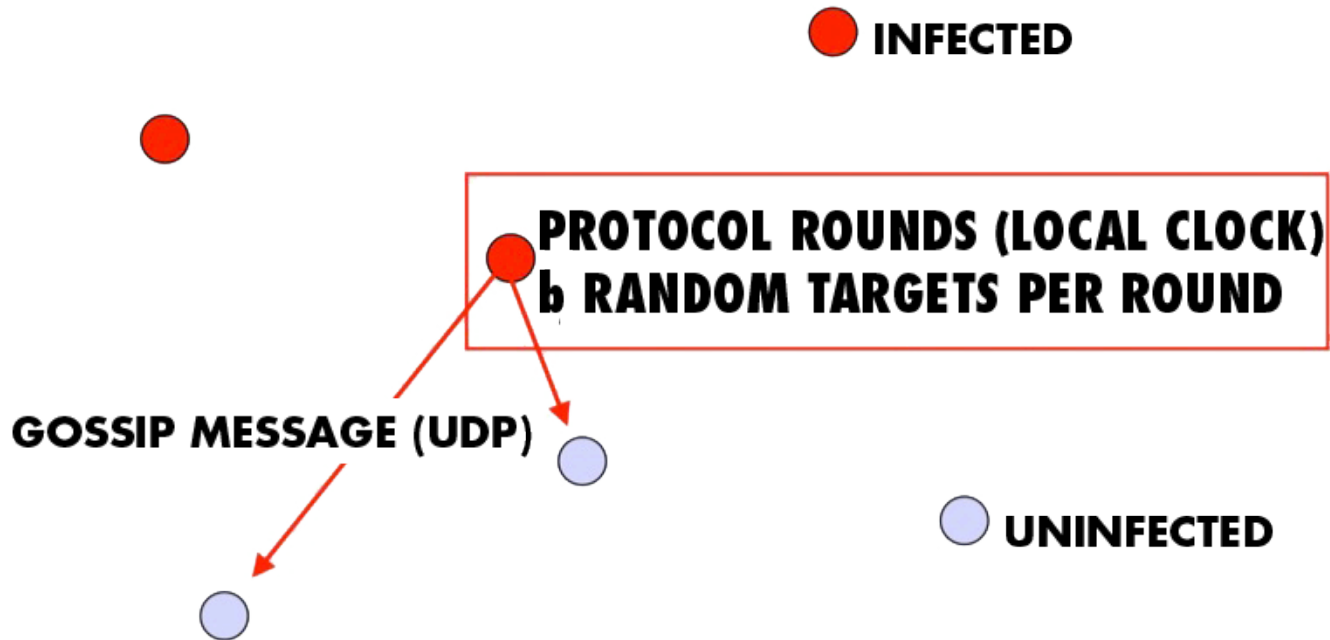 INFECTED
PROTOCOL ROUNDS (LOCAL CLOCK)
b RANDOM TARGETS PER ROUND
GOSSIP MESSAGE (UDP)
UNINFECTED